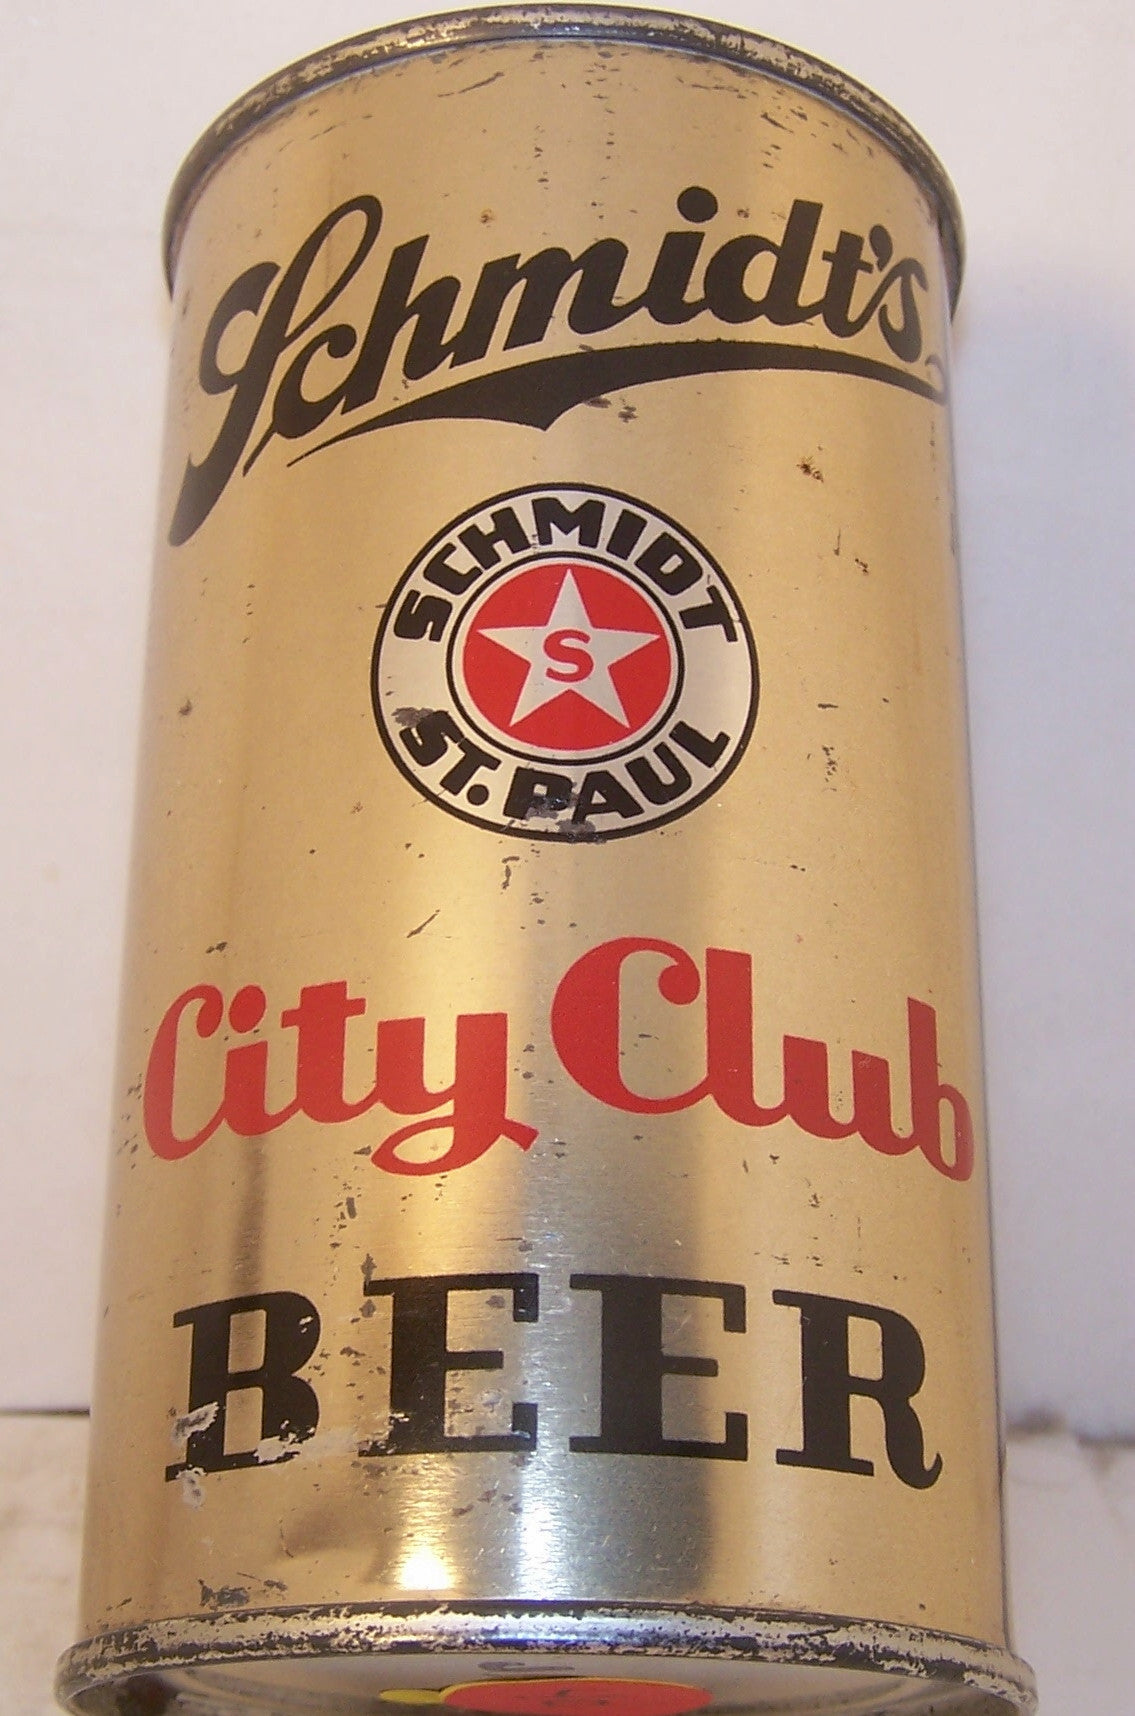 Schmidt's
SCHMIDT
S
ST. PAUL
City Club
BEER